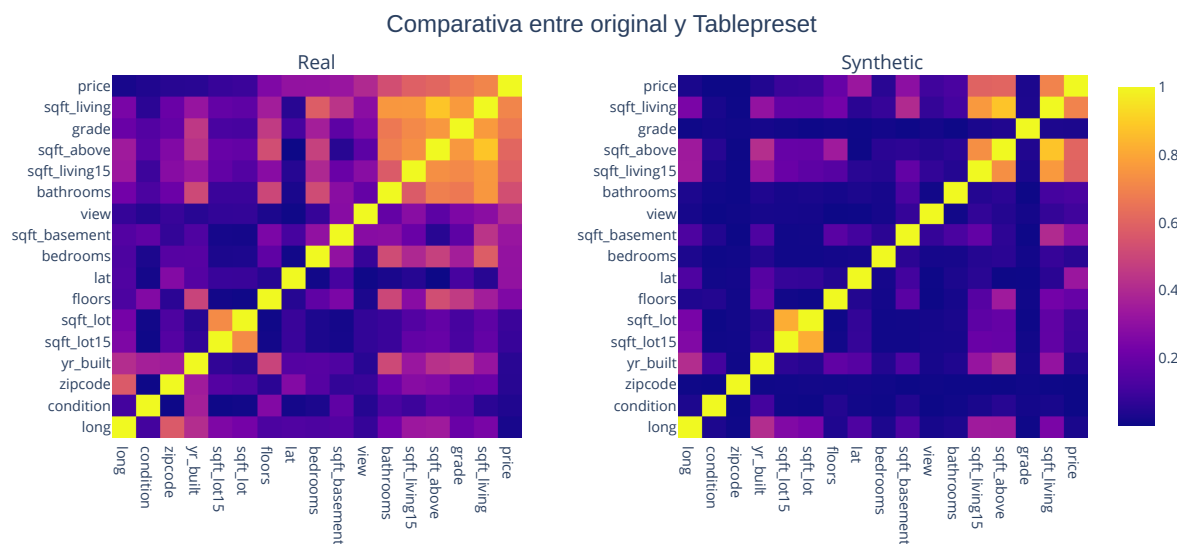 Comparativa entre original y Tablepreset
Real
Synthetic
price
sqft_living
grade
sqft_above
sqft_living15
bathrooms
view
sqft_basement
bedrooms
lat
floors
sqft_lot
sqft_lot15
yr_built
zipcode
condition
long
long
condition
zipcode
yr_built
sqft_lot15
sqft_lot
floors
lat
bedrooms
sqft_basement
view
bathrooms
sqft_living15
sqft_above
grade
sqft_living
price
price
sqft_living
grade
sqft_above
sqft_living15
bathrooms
view
sqft_basement
bedrooms
lat
floors
sqft_lot
sqft_lot15
yr_built
zipcode
condition
long
long
condition
zipcode
yr_built
sqft_lot15
sqft_lot
floors
lat
bedrooms
sqft_basement
view
bathrooms
sqft_living15
sqft_above
grade
sqft_living
price
1
0.8
0.6
0.4
0.2